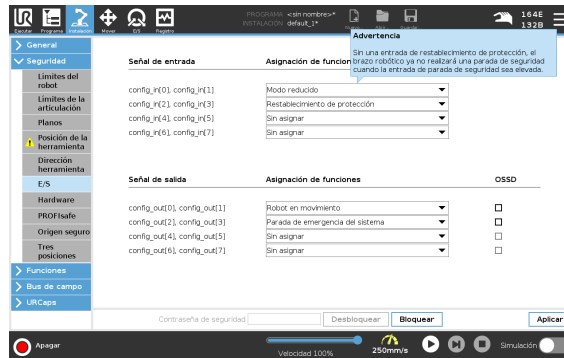 PROGRAMA <sin nombre>*
INSTALACIÓN default_1*
164E
132B
Ejecutar Programa Instalación Mover E/S Registro
Advertencia
Sin una entrada de restablecimiento de protección, el
brazo robótico ya no realizará una parada de seguridad
cuando la entrada de parada de seguridad sea elevada.
General
Seguridad
Límites del
robot
Límites de la
articulación
Planos
Posición de la
herramienta
Dirección
herramienta
E/S
Hardware
PROFIsafe
Origen seguro
Tres
posiciones
Funciones
Bus de campo
URCaps
Señal de entrada Asignación de funcion
config_in[0], config_in[1] Modo reducido
config_in[2], config_in[3] Restablecimiento de protección
config_in[4], config_in[5] Sin asignar
config_in[6], config_in[7] Sin asignar
Señal de salida Asignación de funciones OSSD
config_out[0], config_out[1] Robot en movimiento
config_out[2], config_out[3] Parada de emergencia del sistema
config_out[4], config_out[5] Sin asignar
config_out[6], config_out[7] Sin asignar
Contraseña de seguridad Desbloquear Bloquear Aplicar
Apagar
Velocidad 100%
250mm/s
Simulación